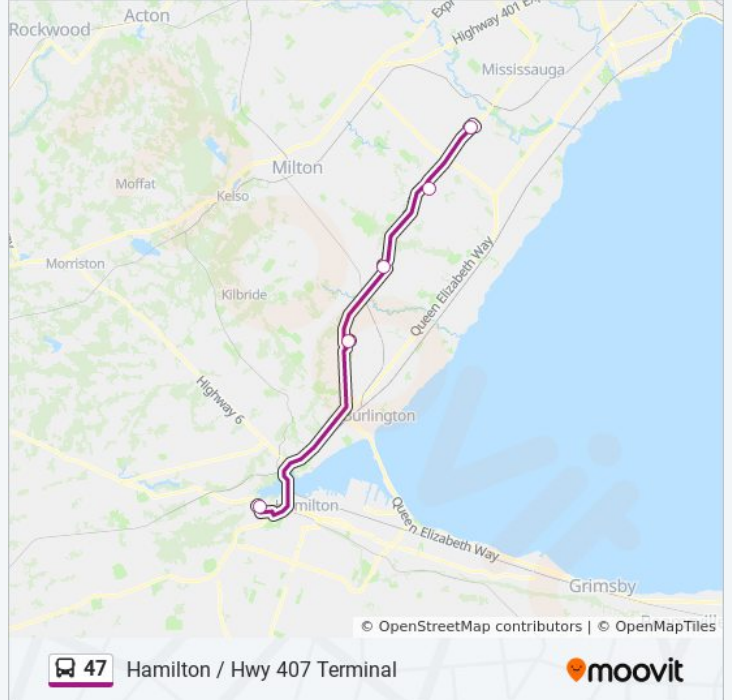 Rockwood
Acton
Expr
Highway 401 Exp
Mississauga
Milton
Moffat
Kelso
Morriston
Kilbride
Queen Elizabeth Way
Highway 6
Burlington
Hamilton
Queen Elizabeth Way
Grimsby
© OpenStreetMap contributors | © OpenMapTiles
47 Hamilton / Hwy 407 Terminal
moovit